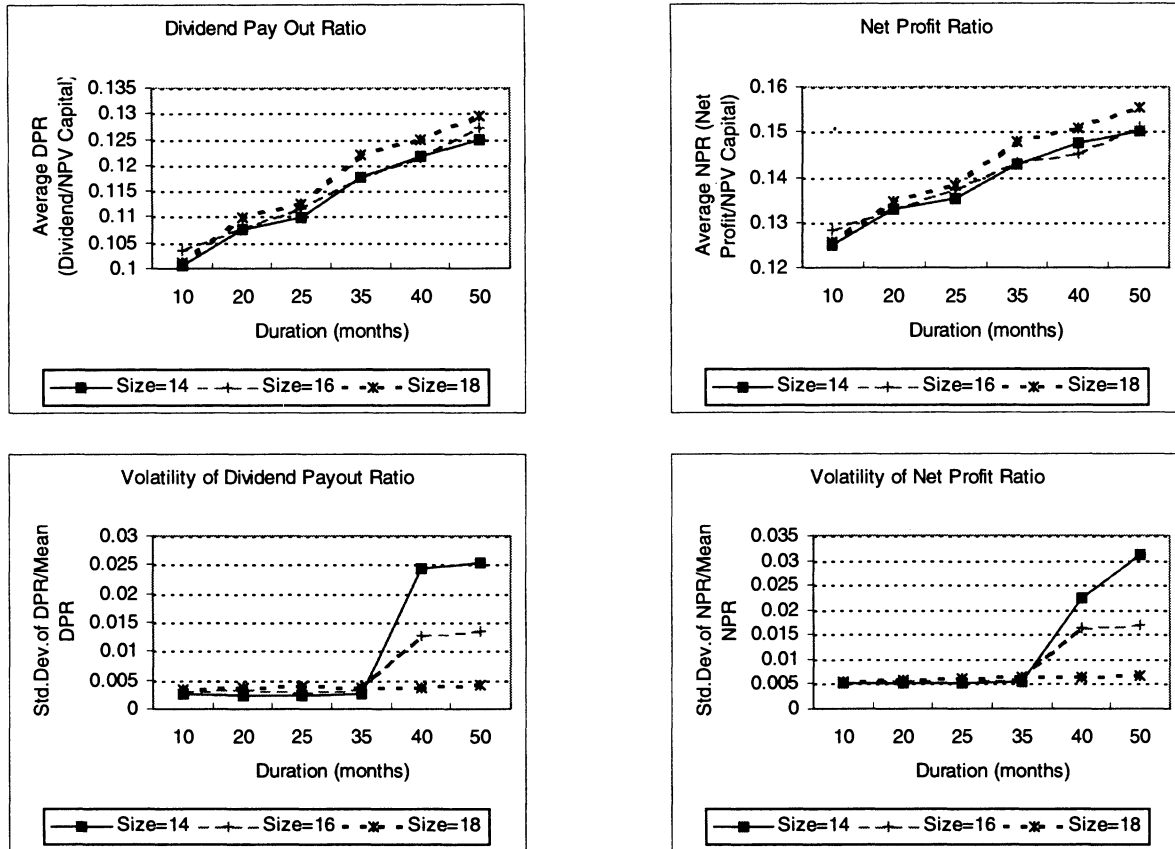 Dividend Pay Out Ratio
Average DPR
(Dividend/NPV Capital)
0.135
0.13
0.125
0.12
0.115
0.11
0.105
0.1
10 20 25 35 40 50
Duration (months)
Size=14 Size=16 Size=18
Net Profit Ratio
Average NPR (Net
Profit/NPV Capital)
0.16
0.15
0.14
0.13
0.12
10 20 25 35 40 50
Duration (months)
Size=14 Size=16 Size=18
Volatility of Dividend Payout Ratio
Std.Dev.of DPR/Mean
DPR
0.03
0.025
0.02
0.015
0.01
0.005
0
10 20 25 35 40 50
Duration (months)
Size=14 Size=16 Size=18
Volatility of Net Profit Ratio
Std.Dev.of NPR/Mean
NPR
0.035
0.03
0.025
0.02
0.015
0.01
0.005
0
10 20 25 35 40 50
Duration (months)
Size=14 Size=16 Size=18